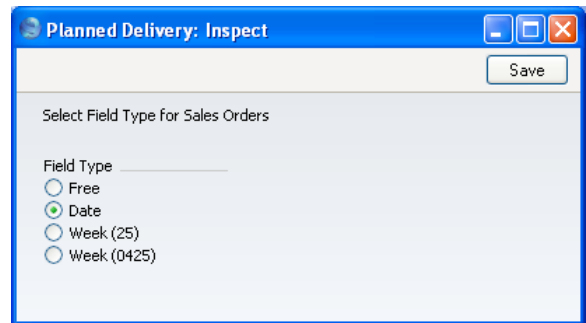 Planned Delivery: Inspect
Save
Select Field Type for Sales Orders
Field Type
Free
Date
Week (25)
Week (0425)